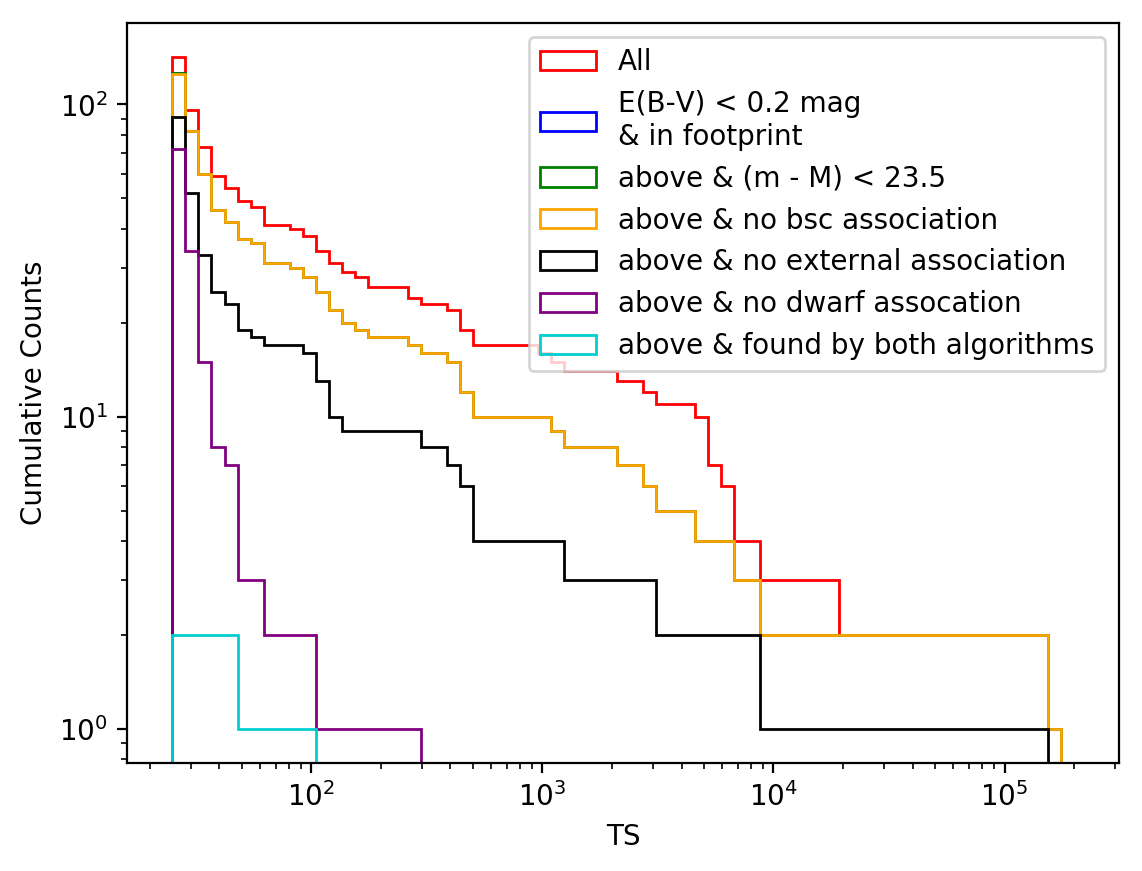 Cumulative Counts
10²
10¹
10⁰
All
E(B-V) < 0.2 mag
& in footprint
above & (m - M) < 23.5
above & no bsc association
above & no external association
above & no dwarf assocation
above & found by both algorithms
10² 10³ 10⁴ 10⁵
TS